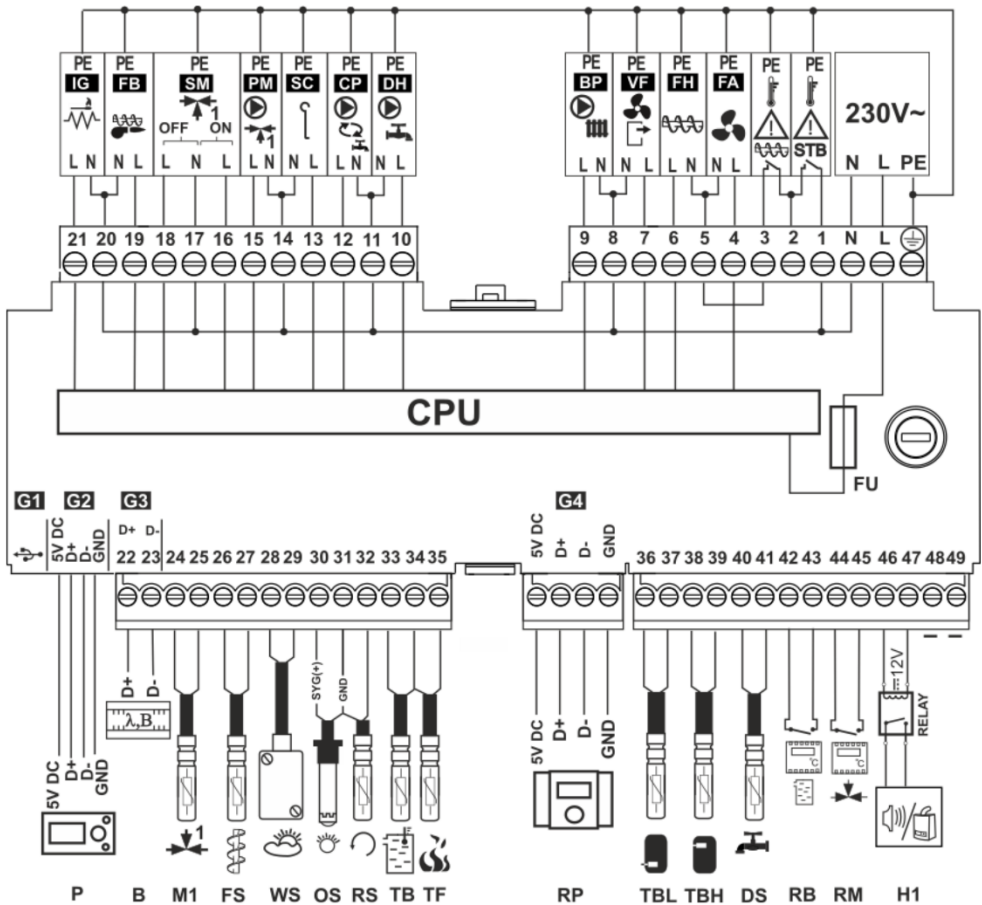 PE PE PE PE PE PE PE PE PE PE PE PE PE
IG FB SM PM SC CP DH BP VF FH FA
1 1
OFF ON
230V~
STB
L N N L L N L L N N L L N N L L N N L L N N L N L PE
21 20 19 18 17 16 15 14 13 12 11 10 9 8 7 6 5 4 3 2 1 N L
CPU
FU
G1 G2 G3 G4
5V DC D+ D- GND D+ D- 5V DC D+ D- GND
22 23 24 25 26 27 28 29 30 31 32 33 34 35 36 37 38 39 40 41 42 43 44 45 46 47 48 49
SYG(+) GND
12V
D+ D-
λ,B
RELAY
5V DC D+ D- GND
5V DC D+ D- GND
°C °C
1
P B M1 FS WS OS RS TB TF RP TBL TBH DS RB RM H1